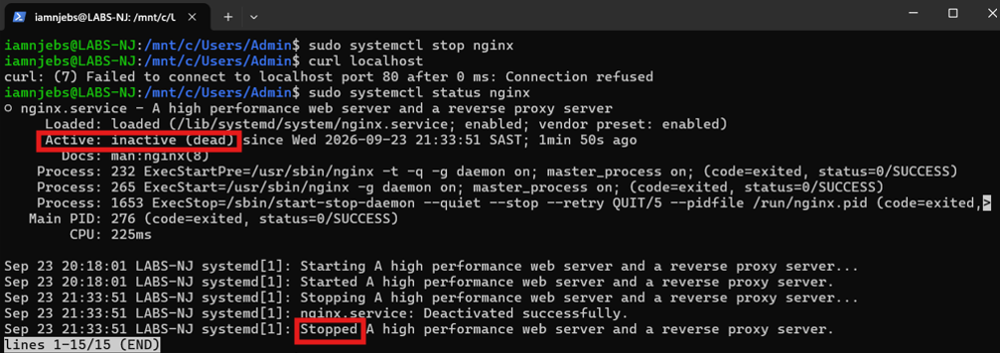 iamnjebs@LABS-NJ: /mnt/c/U
iamnjebs@LABS-NJ:/mnt/c/Users/Admin$ sudo systemctl stop nginx
iamnjebs@LABS-NJ:/mnt/c/Users/Admin$ curl localhost
curl: (7) Failed to connect to localhost port 80 after 0 ms: Connection refused
iamnjebs@LABS-NJ:/mnt/c/Users/Admin$ sudo systemctl status nginx
○ nginx.service - A high performance web server and a reverse proxy server
Loaded: loaded (/lib/systemd/system/nginx.service; enabled; vendor preset: enabled)
Active: inactive (dead) since Wed 2026-09-23 21:33:51 SAST; 1min 50s ago
Docs: man:nginx(8)
Process: 232 ExecStartPre=/usr/sbin/nginx -t -q -g daemon on; master_process on; (code=exited, status=0/SUCCESS)
Process: 265 ExecStart=/usr/sbin/nginx -g daemon on; master_process on; (code=exited, status=0/SUCCESS)
Process: 1653 ExecStop=/sbin/start-stop-daemon --quiet --stop --retry QUIT/5 --pidfile /run/nginx.pid (code=exited,>
Main PID: 276 (code=exited, status=0/SUCCESS)
CPU: 225ms
Sep 23 20:18:01 LABS-NJ systemd[1]: Starting A high performance web server and a reverse proxy server...
Sep 23 20:18:01 LABS-NJ systemd[1]: Started A high performance web server and a reverse proxy server.
Sep 23 21:33:51 LABS-NJ systemd[1]: Stopping A high performance web server and a reverse proxy server...
Sep 23 21:33:51 LABS-NJ systemd[1]: nginx.service: Deactivated successfully.
Sep 23 21:33:51 LABS-NJ systemd[1]: Stopped A high performance web server and a reverse proxy server.
lines 1-15/15 (END)